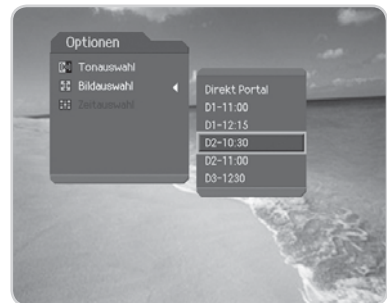 Optionen
Tonauswahl
Bildauswahl
Zeitauswahl
Direkt Portal
D1-11:00
D1-12:15
D2-10:30
D2-11:00
D3-1230